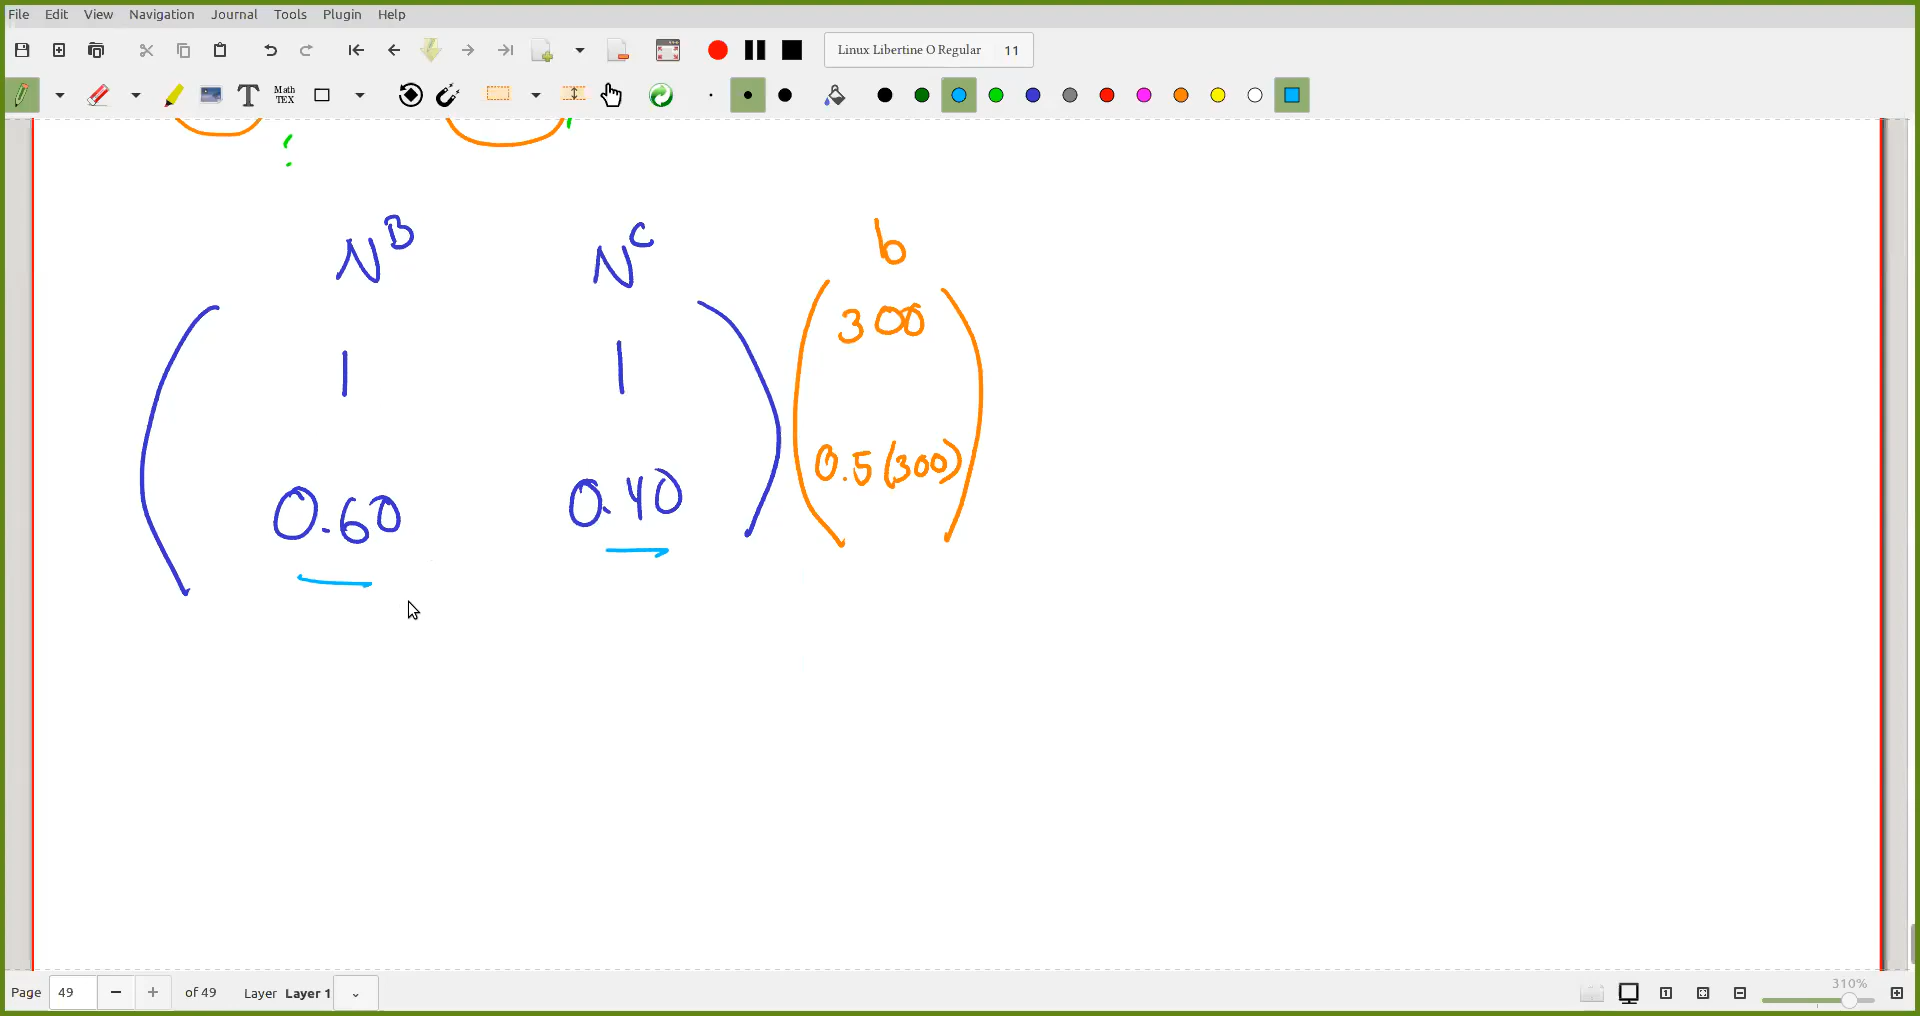 File Edit View Navigation Journal Tools Plugin Help
Linux Libertine O Regular 11
T Math TEX
?
N^B N^C b
1 1 300
0.60 0.40 0.5(300)
Page 49 of 49 Layer Layer 1 310%